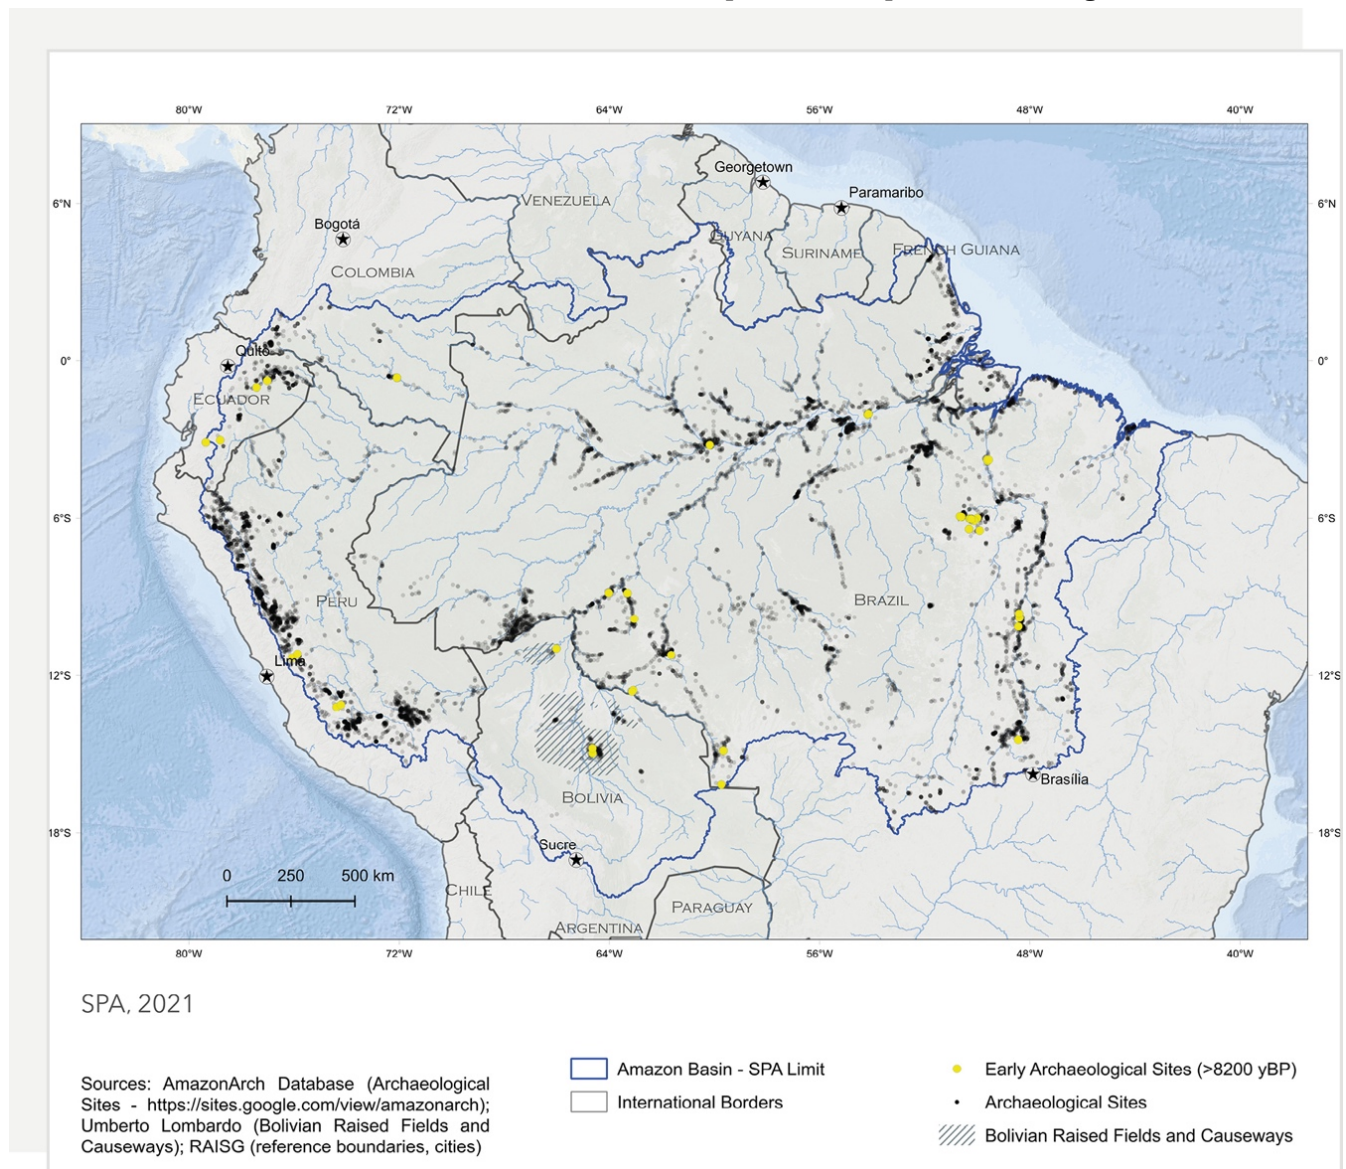 80°W 72°W 64°W 56°W 48°W 40°W
Georgetown
Paramaribo
6°N VENEZUELA 6°N
Bogotá
GUYANA
SURINAME FRENCH GUIANA
COLOMBIA
Quito
0° 0°
ECUADOR
6°S 6°S
PERU BRAZIL
Lima
12°S 12°S
Brasília
BOLIVIA
18°S 18°S
Sucre
0 250 500 km
CHILE
PARAGUAY
ARGENTINA
80°W 72°W 64°W 56°W 48°W 40°W
SPA, 2021
Sources: AmazonArch Database (Archaeological
Sites - https://sites.google.com/view/amazonarch);
Umberto Lombardo (Bolivian Raised Fields and
Causeways); RAISG (reference boundaries, cities)
Amazon Basin - SPA Limit
International Borders
Early Archaeological Sites (>8200 yBP)
Archaeological Sites
Bolivian Raised Fields and Causeways